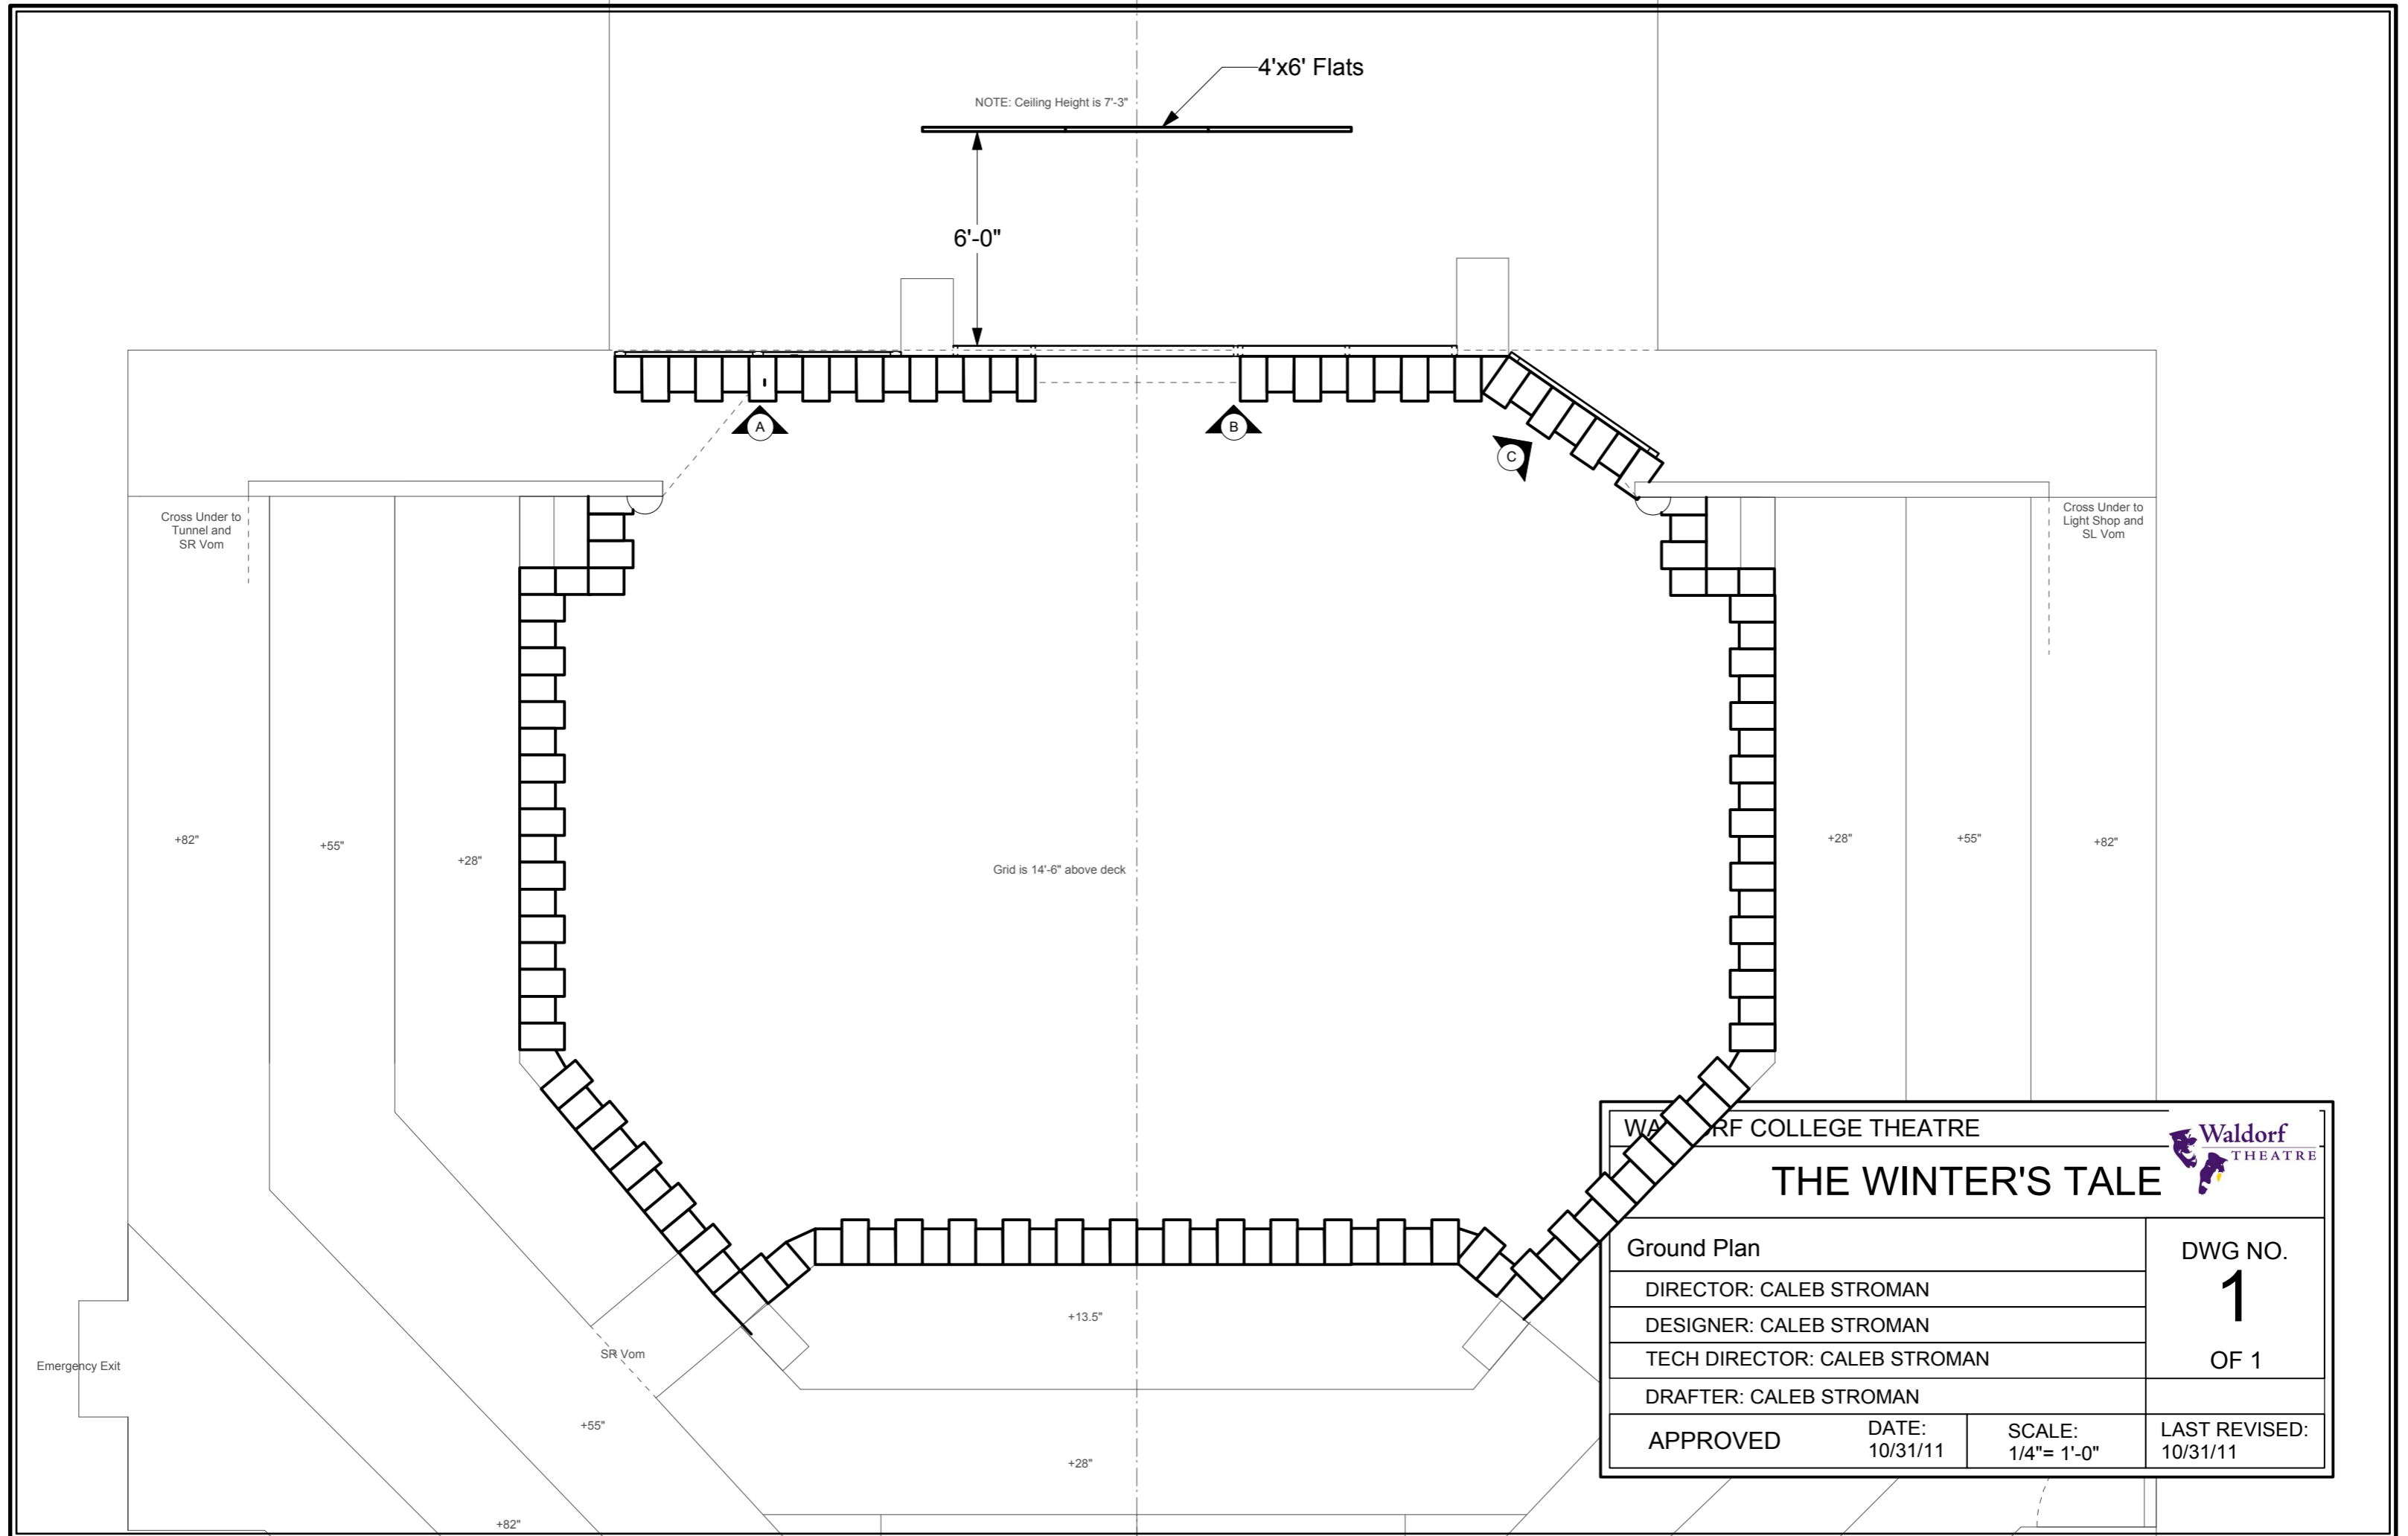 4'x6' Flats
NOTE: Ceiling Height is 7'-3"
6'-0"
A
B
C
Cross Under to
Tunnel and
SR Vom
Cross Under to
Light Shop and
SL Vom
+82"
+55"
+28"
Grid is 14'-6" above deck
+28"
+55"
+82"
+13.5"
Emergency Exit
SR Vom
+55"
+28"
+82"
COLLEGE THEATRE
Waldorf
THEATRE
THE WINTER'S TALE
Ground Plan
DWG NO.
1
OF 1
DIRECTOR: CALEB STROMAN
DESIGNER: CALEB STROMAN
TECH DIRECTOR: CALEB STROMAN
DRAFTER: CALEB STROMAN
APPROVED
DATE:
10/31/11
SCALE:
1/4"= 1'-0"
LAST REVISED:
10/31/11